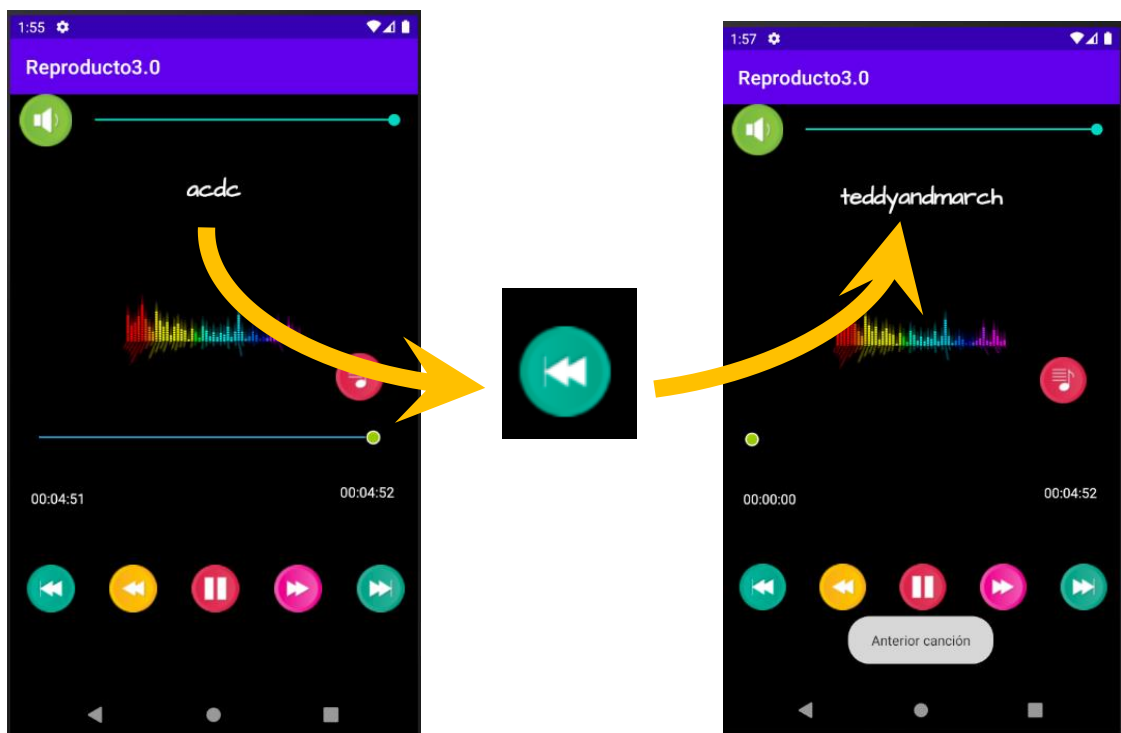 1:55
Reproducto3.0
acdc
00:04:51
00:04:52
1:57
Reproducto3.0
teddyandmarch
00:00:00
00:04:52
Anterior canción